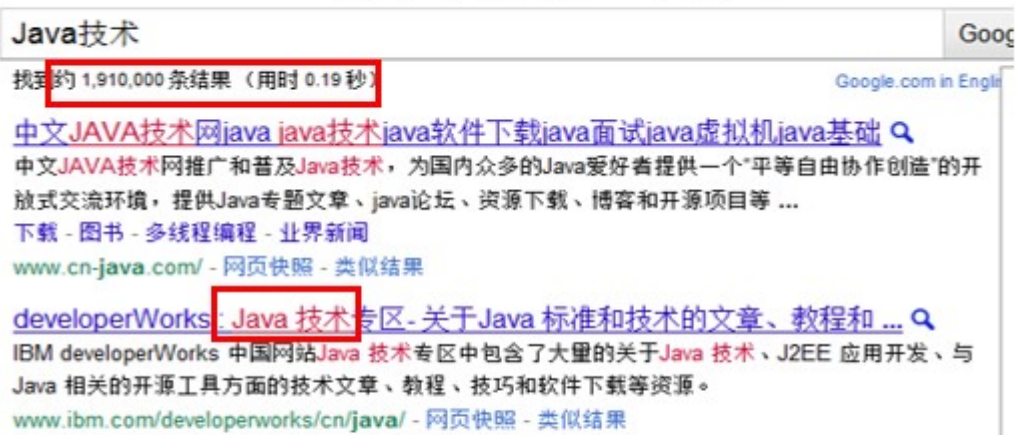 Java技术
Goog
找到约 1,910,000 条结果 （用时 0.19 秒）
Google.com in Engli
中文JAVA技术网java java技术java软件下载java面试java虚拟机java基础
中文JAVA技术网推广和普及Java技术，为国内众多的Java爱好者提供一个“平等自由协作创造”的开
放式交流环境，提供Java专题文章、java论坛、资源下载、博客和开源项目等 ...
下载 - 图书 - 多线程编程 - 业界新闻
www.cn-java.com/ - 网页快照 - 类似结果
developerWorks : Java 技术专区- 关于Java 标准和技术的文章、教程和 ...
IBM developerWorks 中国网站Java 技术专区中包含了大量的关于Java 技术、J2EE 应用开发、与
Java 相关的开源工具方面的技术文章、教程、技巧和软件下载等资源。
www.ibm.com/developerworks/cn/java/ - 网页快照 - 类似结果